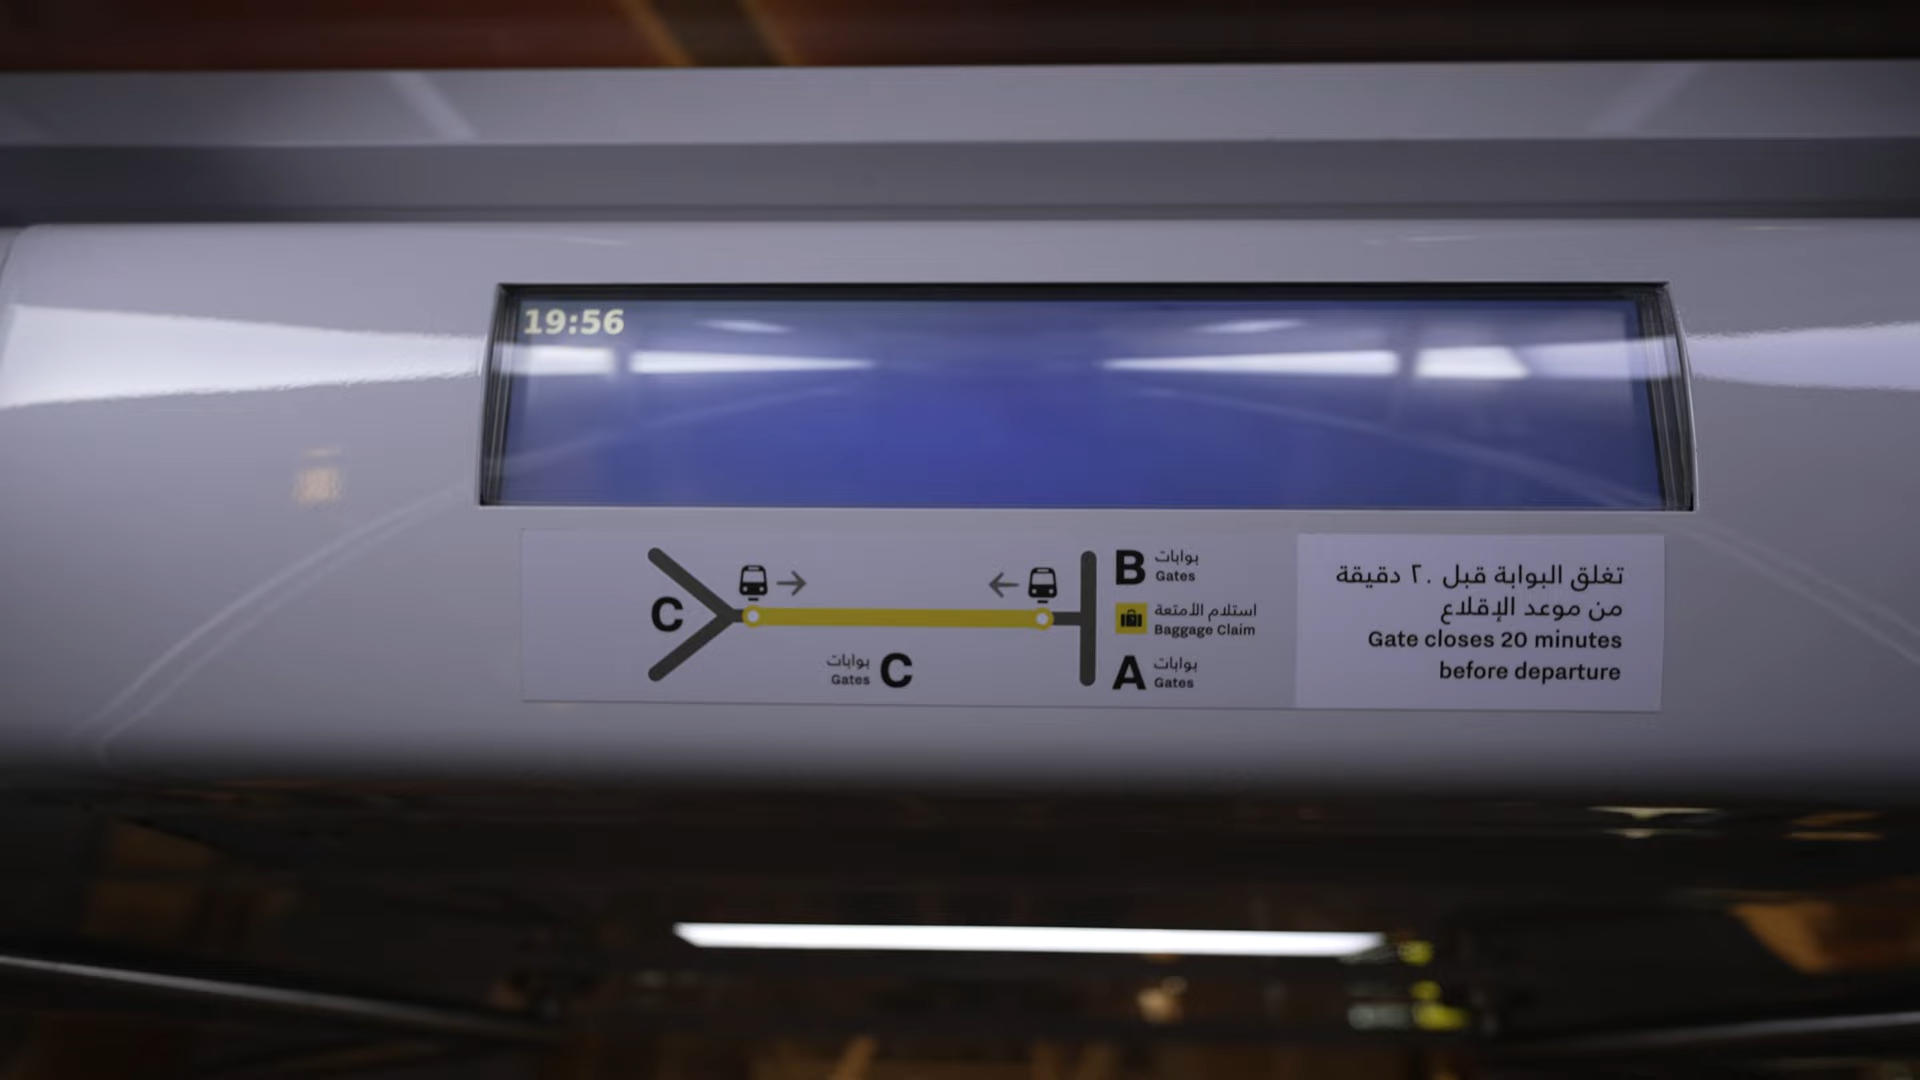 19:56
C
بوابات
Gates
C
B
بوابات
Gates
استلام الأمتعة
Baggage Claim
A
بوابات
Gates
تغلق البوابة قبل ٢٠ دقيقة
من موعد الإقلاع
Gate closes 20 minutes
before departure